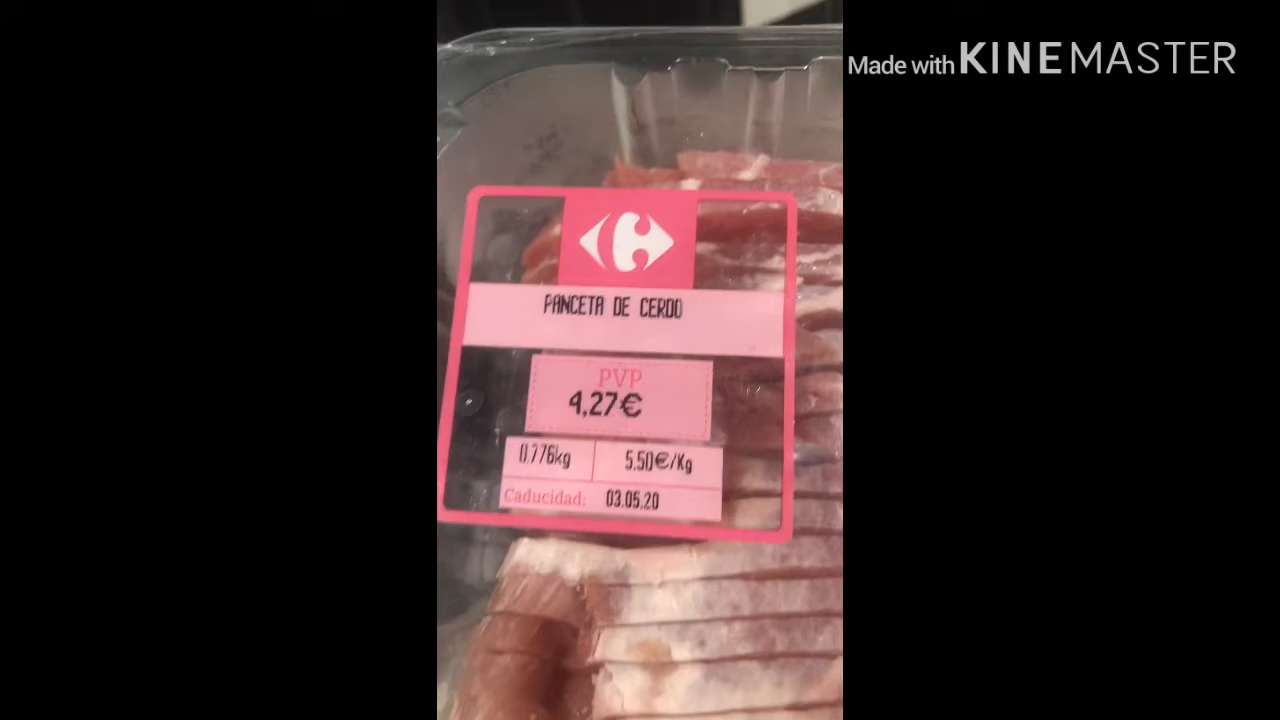 Made with KINEMASTER
PANCETA DE CERDO
PVP
4,27€
0.776kg 5.50€/Kg
Caducidad: 03.05.20